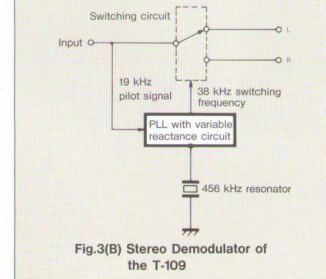 Switching circuit
Input
L
R
19 kHz
pilot signal
38 kHz switching
frequency
PLL with variable
reactance circuit
456 kHz resonator
Fig.3(B) Stereo Demodulator of
the T-109